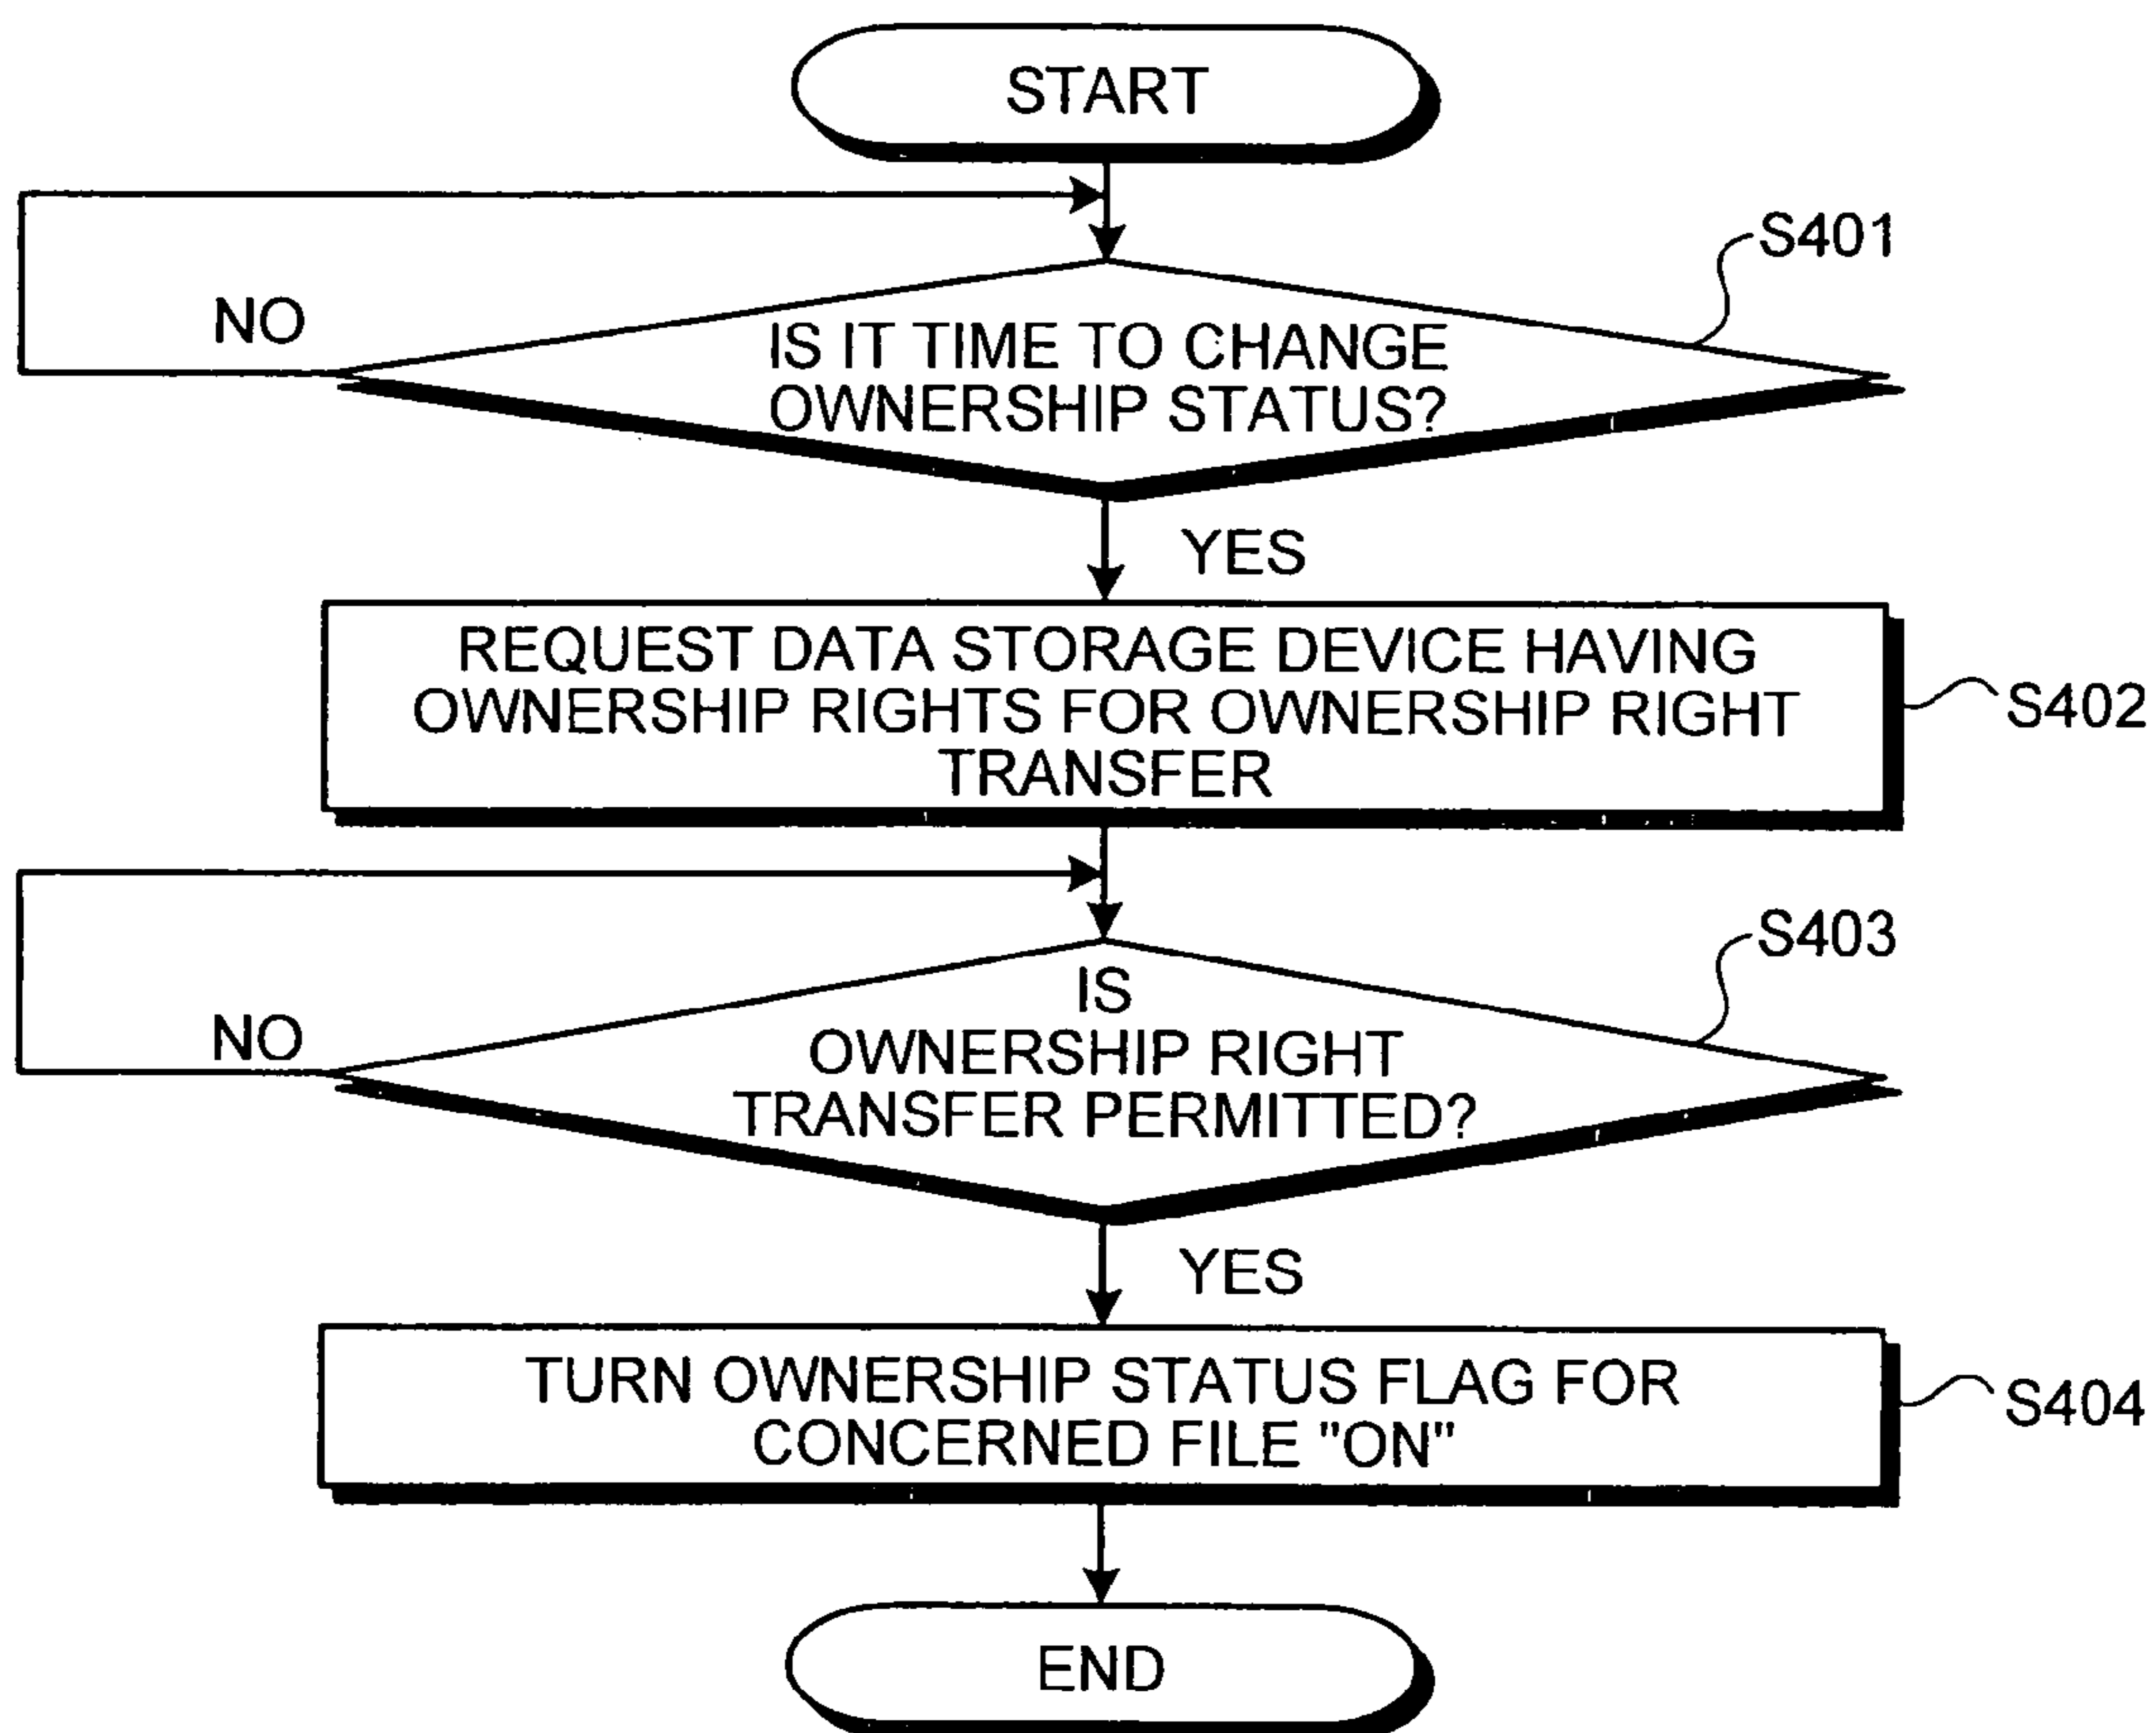 START
S401
NO
IS IT TIME TO CHANGE
OWNERSHIP STATUS?
YES
REQUEST DATA STORAGE DEVICE HAVING
OWNERSHIP RIGHTS FOR OWNERSHIP RIGHT
TRANSFER
S402
S403
NO
IS
OWNERSHIP RIGHT
TRANSFER PERMITTED?
YES
TURN OWNERSHIP STATUS FLAG FOR
CONCERNED FILE "ON"
S404
END